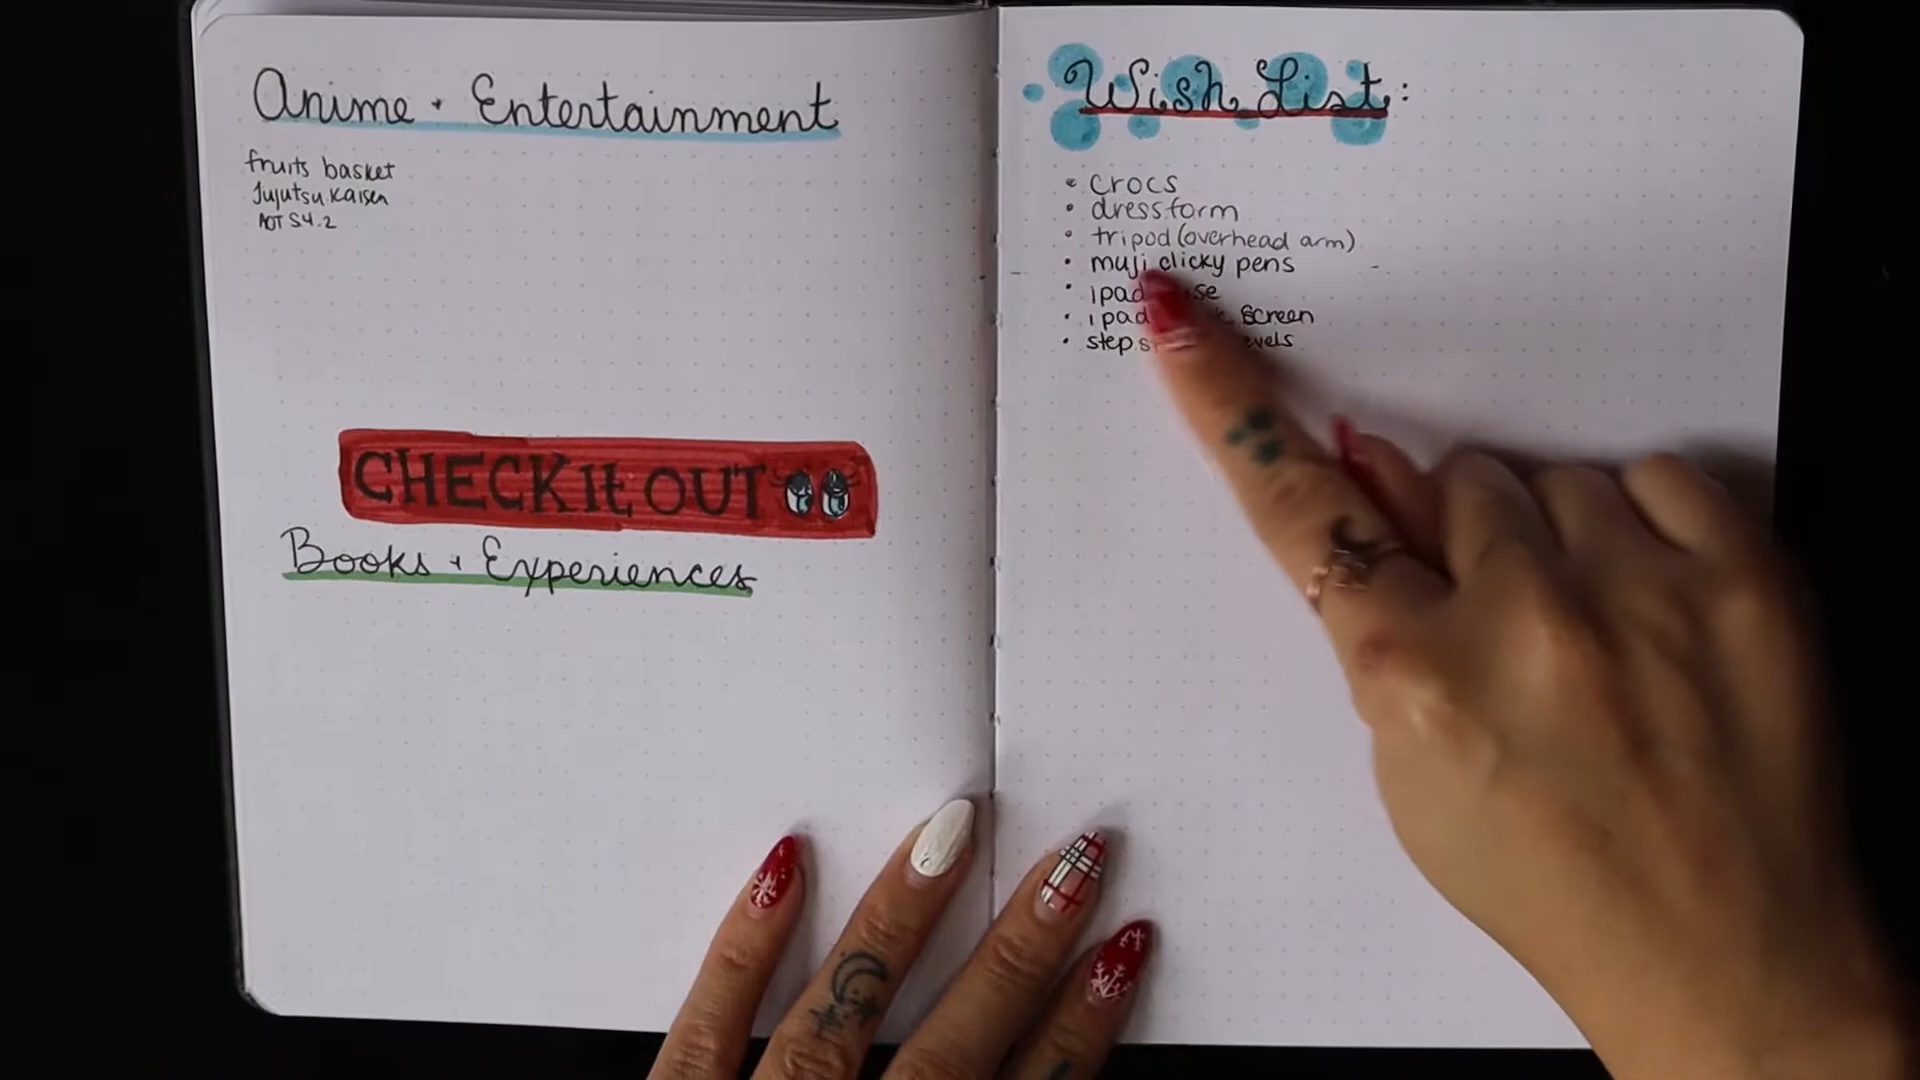 Anime + Entertainment
fruits basket
Jujutsu Kaisen
AOT S4.2
CHECK It OUT
Books + Experiences
Wish List:
• crocs
• dressform
• tripod (overhead arm)
• muji clicky pens
• ipad
• ipad screen
• step